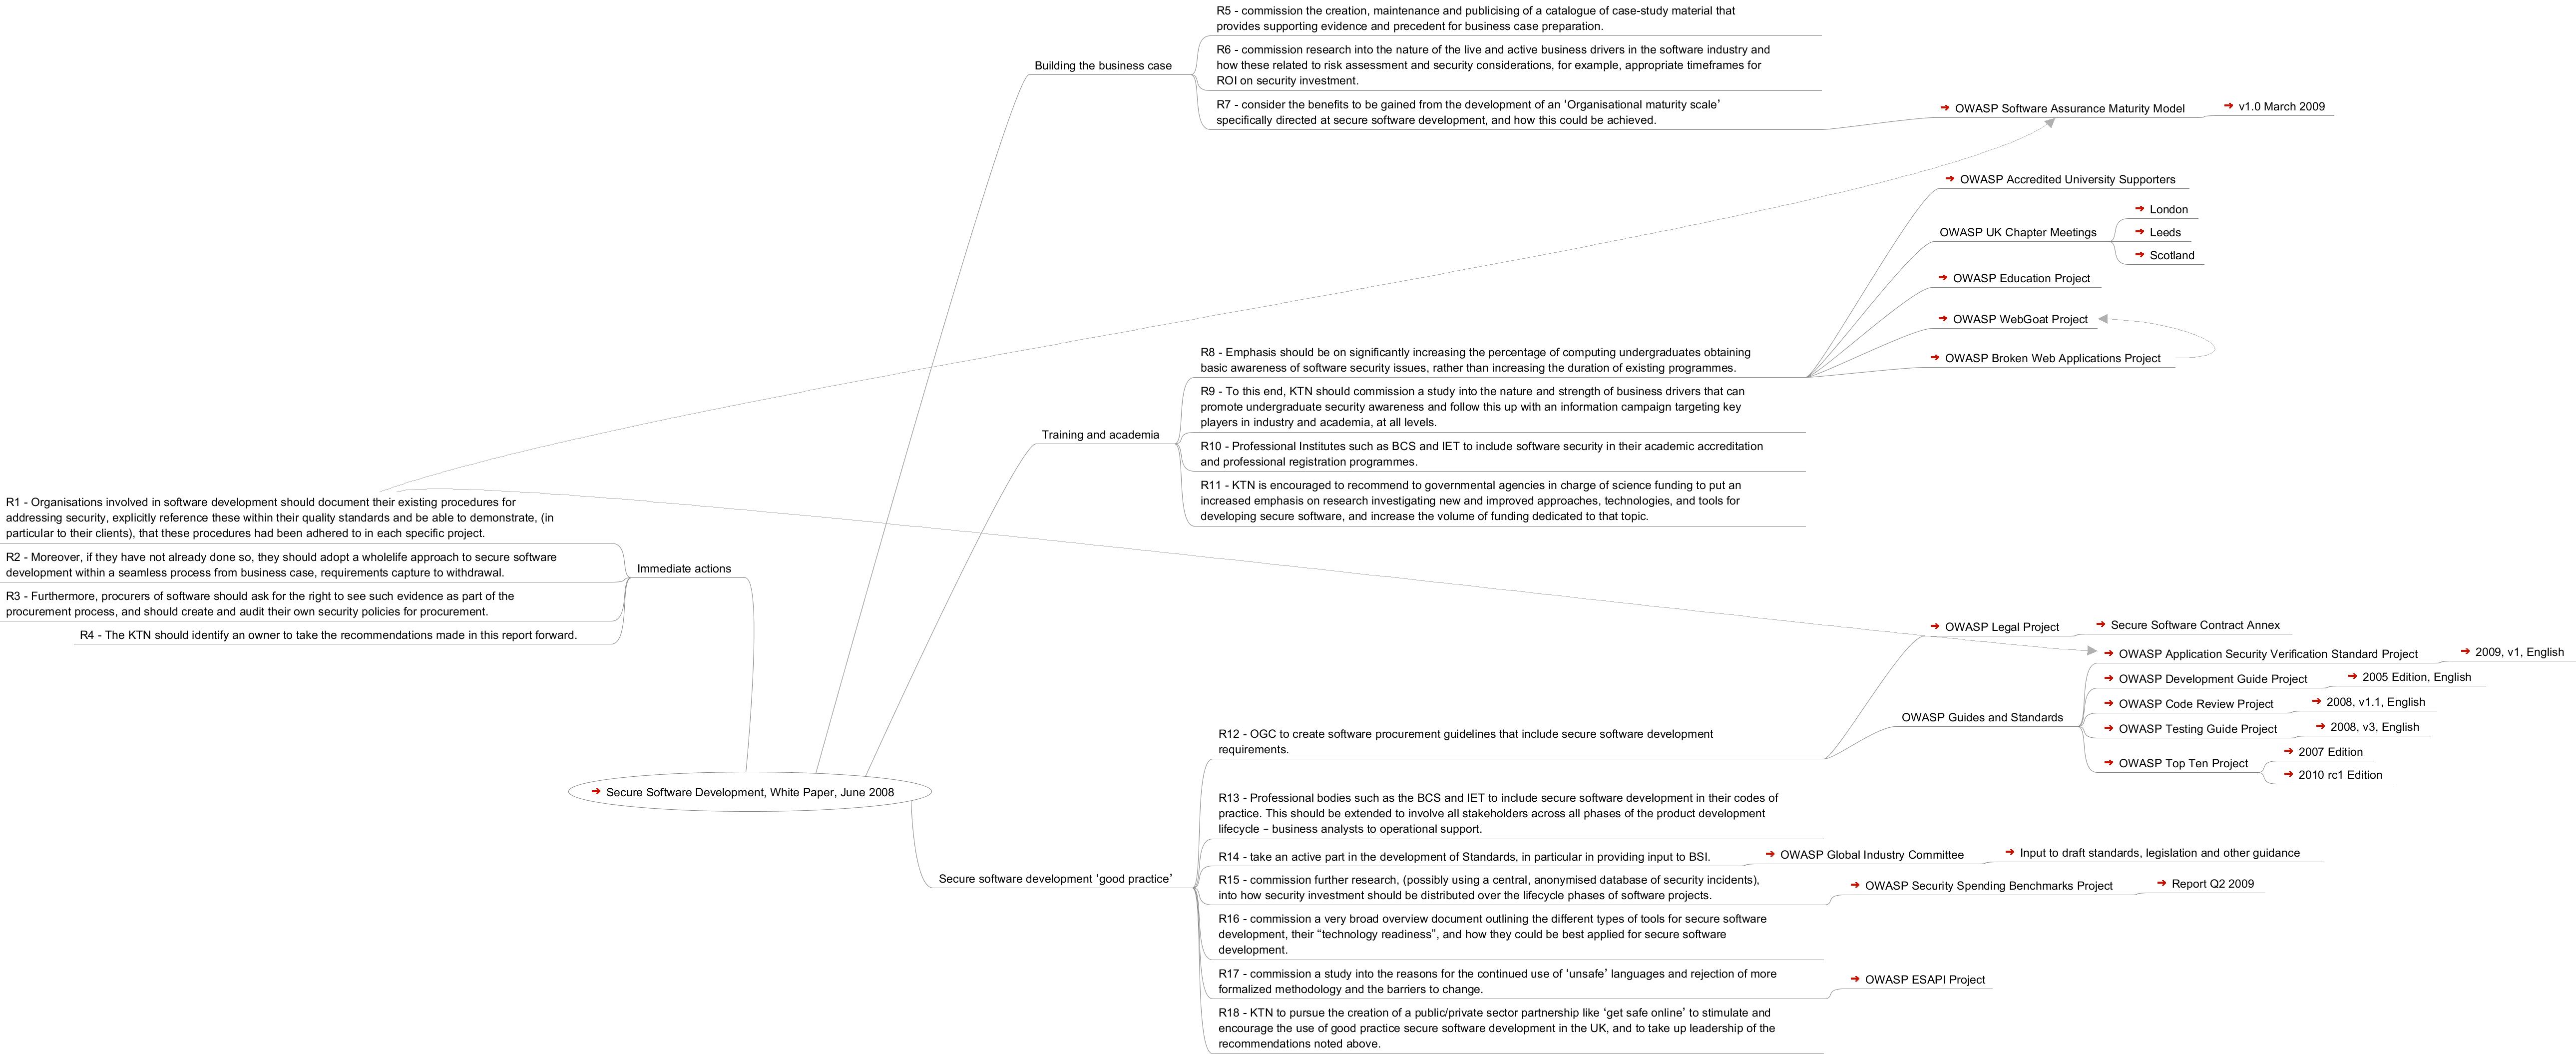 R5 - commission the creation, maintenance and publicising of a catalogue of case-study material that
provides supporting evidence and precedent for business case preparation.
R6 - commission research into the nature of the live and active business drivers in the software industry and
how these related to risk assessment and security considerations, for example, appropriate timeframes for
ROI on security investment.
Building the business case
R7 - consider the benefits to be gained from the development of an ‘Organisational maturity scale’
specifically directed at secure software development, and how this could be achieved.
OWASP Software Assurance Maturity Model
v1.0 March 2009
OWASP Accredited University Supporters
OWASP UK Chapter Meetings
London
Leeds
Scotland
OWASP Education Project
OWASP WebGoat Project
OWASP Broken Web Applications Project
R8 - Emphasis should be on significantly increasing the percentage of computing undergraduates obtaining
basic awareness of software security issues, rather than increasing the duration of existing programmes.
R9 - To this end, KTN should commission a study into the nature and strength of business drivers that can
promote undergraduate security awareness and follow this up with an information campaign targeting key
players in industry and academia, at all levels.
Training and academia
R10 - Professional Institutes such as BCS and IET to include software security in their academic accreditation
and professional registration programmes.
R11 - KTN is encouraged to recommend to governmental agencies in charge of science funding to put an
increased emphasis on research investigating new and improved approaches, technologies, and tools for
developing secure software, and increase the volume of funding dedicated to that topic.
R1 - Organisations involved in software development should document their existing procedures for
addressing security, explicitly reference these within their quality standards and be able to demonstrate, (in
particular to their clients), that these procedures had been adhered to in each specific project.
R2 - Moreover, if they have not already done so, they should adopt a wholelife approach to secure software
development within a seamless process from business case, requirements capture to withdrawal.
Immediate actions
R3 - Furthermore, procurers of software should ask for the right to see such evidence as part of the
procurement process, and should create and audit their own security policies for procurement.
R4 - The KTN should identify an owner to take the recommendations made in this report forward.
OWASP Legal Project
Secure Software Contract Annex
OWASP Application Security Verification Standard Project
2009, v1, English
OWASP Development Guide Project
2005 Edition, English
OWASP Code Review Project
2008, v1.1, English
OWASP Guides and Standards
OWASP Testing Guide Project
2008, v3, English
OWASP Top Ten Project
2007 Edition
2010 rc1 Edition
R12 - OGC to create software procurement guidelines that include secure software development
requirements.
Secure Software Development, White Paper, June 2008
R13 - Professional bodies such as the BCS and IET to include secure software development in their codes of
practice. This should be extended to involve all stakeholders across all phases of the product development
lifecycle – business analysts to operational support.
R14 - take an active part in the development of Standards, in particular in providing input to BSI.
OWASP Global Industry Committee
Input to draft standards, legislation and other guidance
Secure software development ‘good practice’
R15 - commission further research, (possibly using a central, anonymised database of security incidents),
into how security investment should be distributed over the lifecycle phases of software projects.
OWASP Security Spending Benchmarks Project
Report Q2 2009
R16 - commission a very broad overview document outlining the different types of tools for secure software
development, their “technology readiness”, and how they could be best applied for secure software
development.
R17 - commission a study into the reasons for the continued use of ‘unsafe’ languages and rejection of more
formalized methodology and the barriers to change.
OWASP ESAPI Project
R18 - KTN to pursue the creation of a public/private sector partnership like ‘get safe online’ to stimulate and
encourage the use of good practice secure software development in the UK, and to take up leadership of the
recommendations noted above.